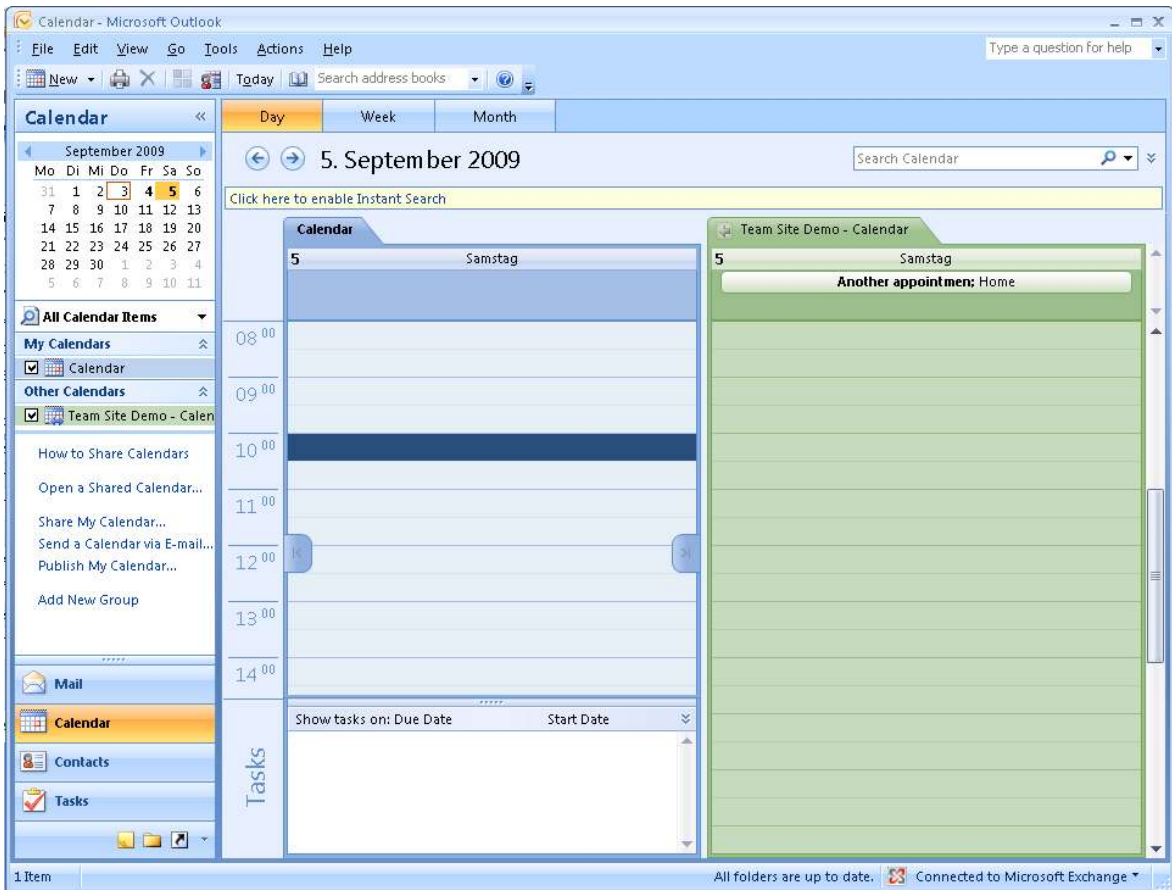 Calendar - Microsoft Outlook
File Edit View Go Tools Actions Help
Type a question for help
New Today Search address books
Calendar «
Day Week Month
September 2009
Mo Di Mi Do Fr Sa So
31 1 2 3 4 5 6
7 8 9 10 11 12 13
14 15 16 17 18 19 20
21 22 23 24 25 26 27
28 29 30 1 2 3 4
5 6 7 8 9 10 11
5. September 2009
Search Calendar
Click here to enable Instant Search
All Calendar Items
My Calendars
Calendar
Other Calendars
Team Site Demo - Calen
How to Share Calendars
Open a Shared Calendar...
Share My Calendar...
Send a Calendar via E-mail...
Publish My Calendar...
Add New Group
Mail
Calendar
Contacts
Tasks
Calendar
5 Samstag
08 00
09 00
10 00
11 00
12 00
13 00
14 00
Tasks
Show tasks on: Due Date Start Date
Team Site Demo - Calendar
5 Samstag
Another appointmen; Home
1 Item
All folders are up to date. Connected to Microsoft Exchange